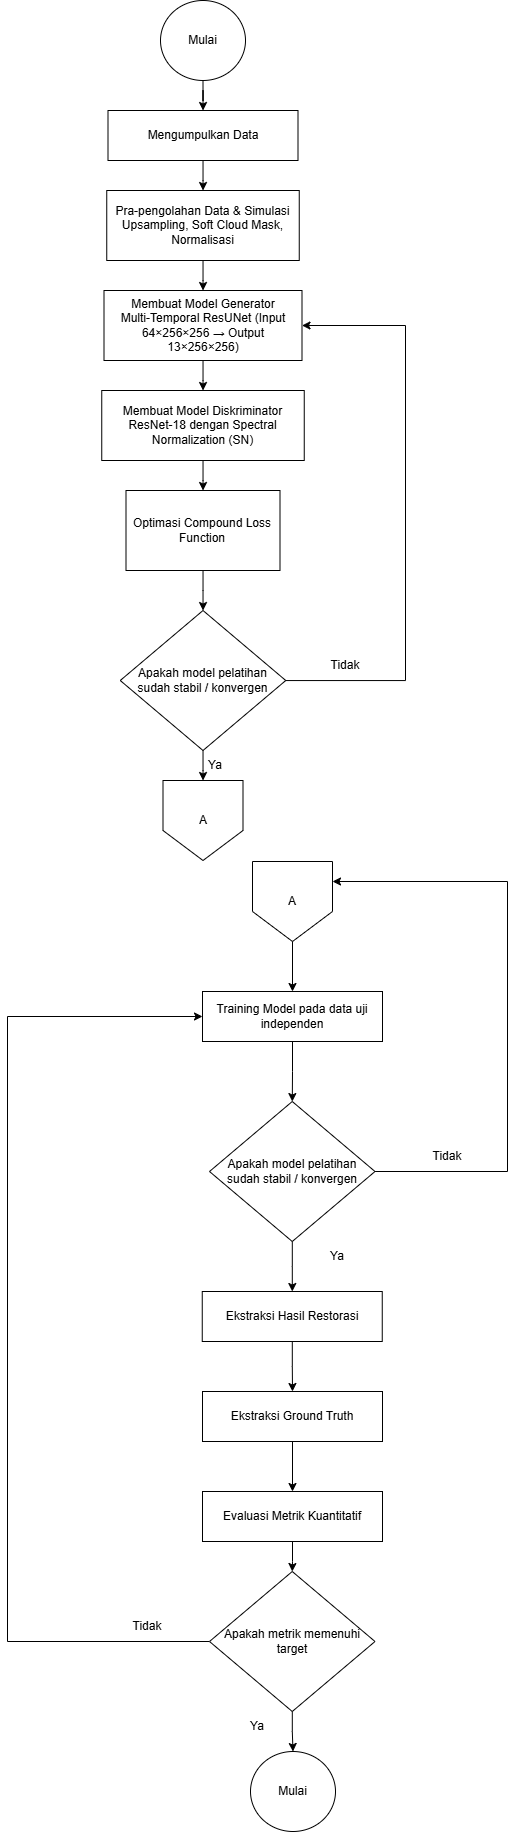 Mulai
Mengumpulkan Data
Pra-pengolahan Data & Simulasi
Upsampling, Soft Cloud Mask,
Normalisasi
Membuat Model Generator
Multi-Temporal ResUNet (Input
64×256×256 → Output
13×256×256)
Membuat Model Diskriminator
ResNet-18 dengan Spectral
Normalization (SN)
Optimasi Compound Loss
Function
Apakah model pelatihan
sudah stabil / konvergen
Tidak
Ya
A
A
Training Model pada data uji
independen
Apakah model pelatihan
sudah stabil / konvergen
Tidak
Ya
Ekstraksi Hasil Restorasi
Ekstraksi Ground Truth
Evaluasi Metrik Kuantitatif
Apakah metrik memenuhi
target
Tidak
Ya
Mulai